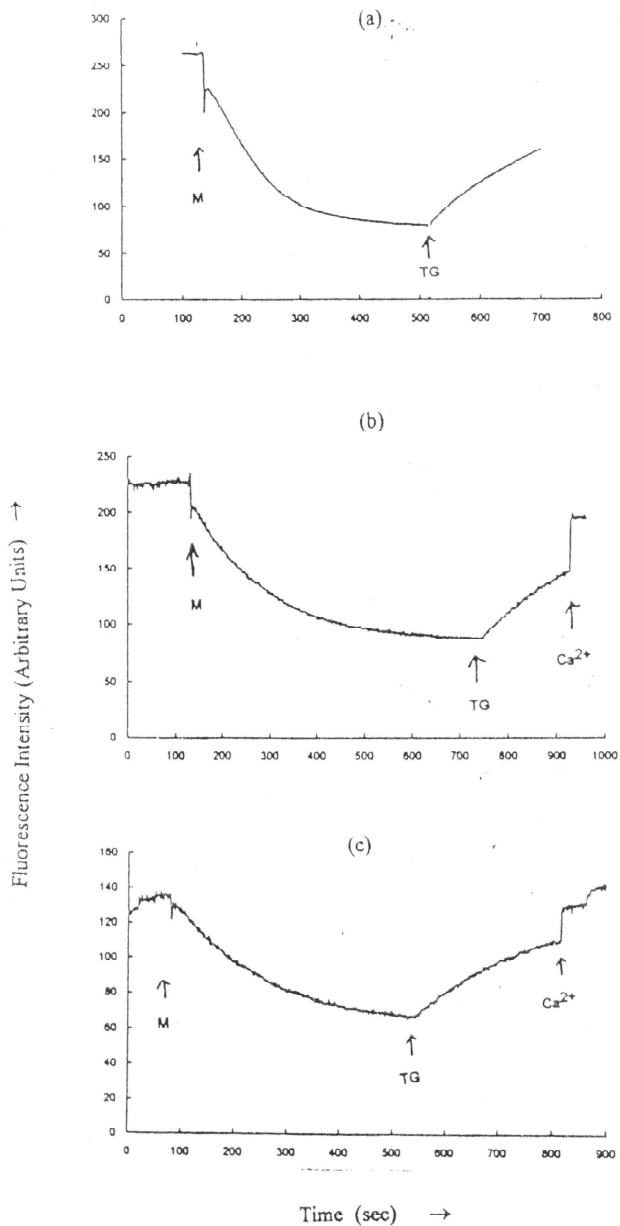 (a)
300
250
200
150
100
50
0
M
TG
0 100 200 300 400 500 600 700 800
(b)
250
200
150
100
50
0
M
TG
Ca²⁺
0 100 200 300 400 500 600 700 800 900 1000
Fluorescence Intensity (Arbitrary Units) →
(c)
160
140
120
100
80
60
40
20
0
M
TG
Ca²⁺
0 100 200 300 400 500 600 700 800 900
Time (sec) →